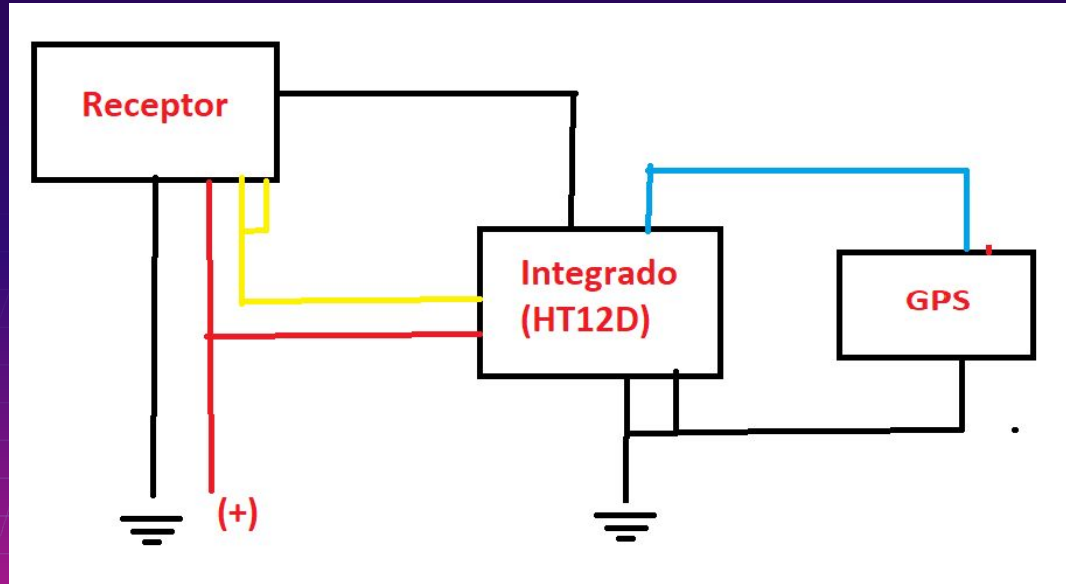 Receptor
Integrado
(HT12D)
GPS
(+)